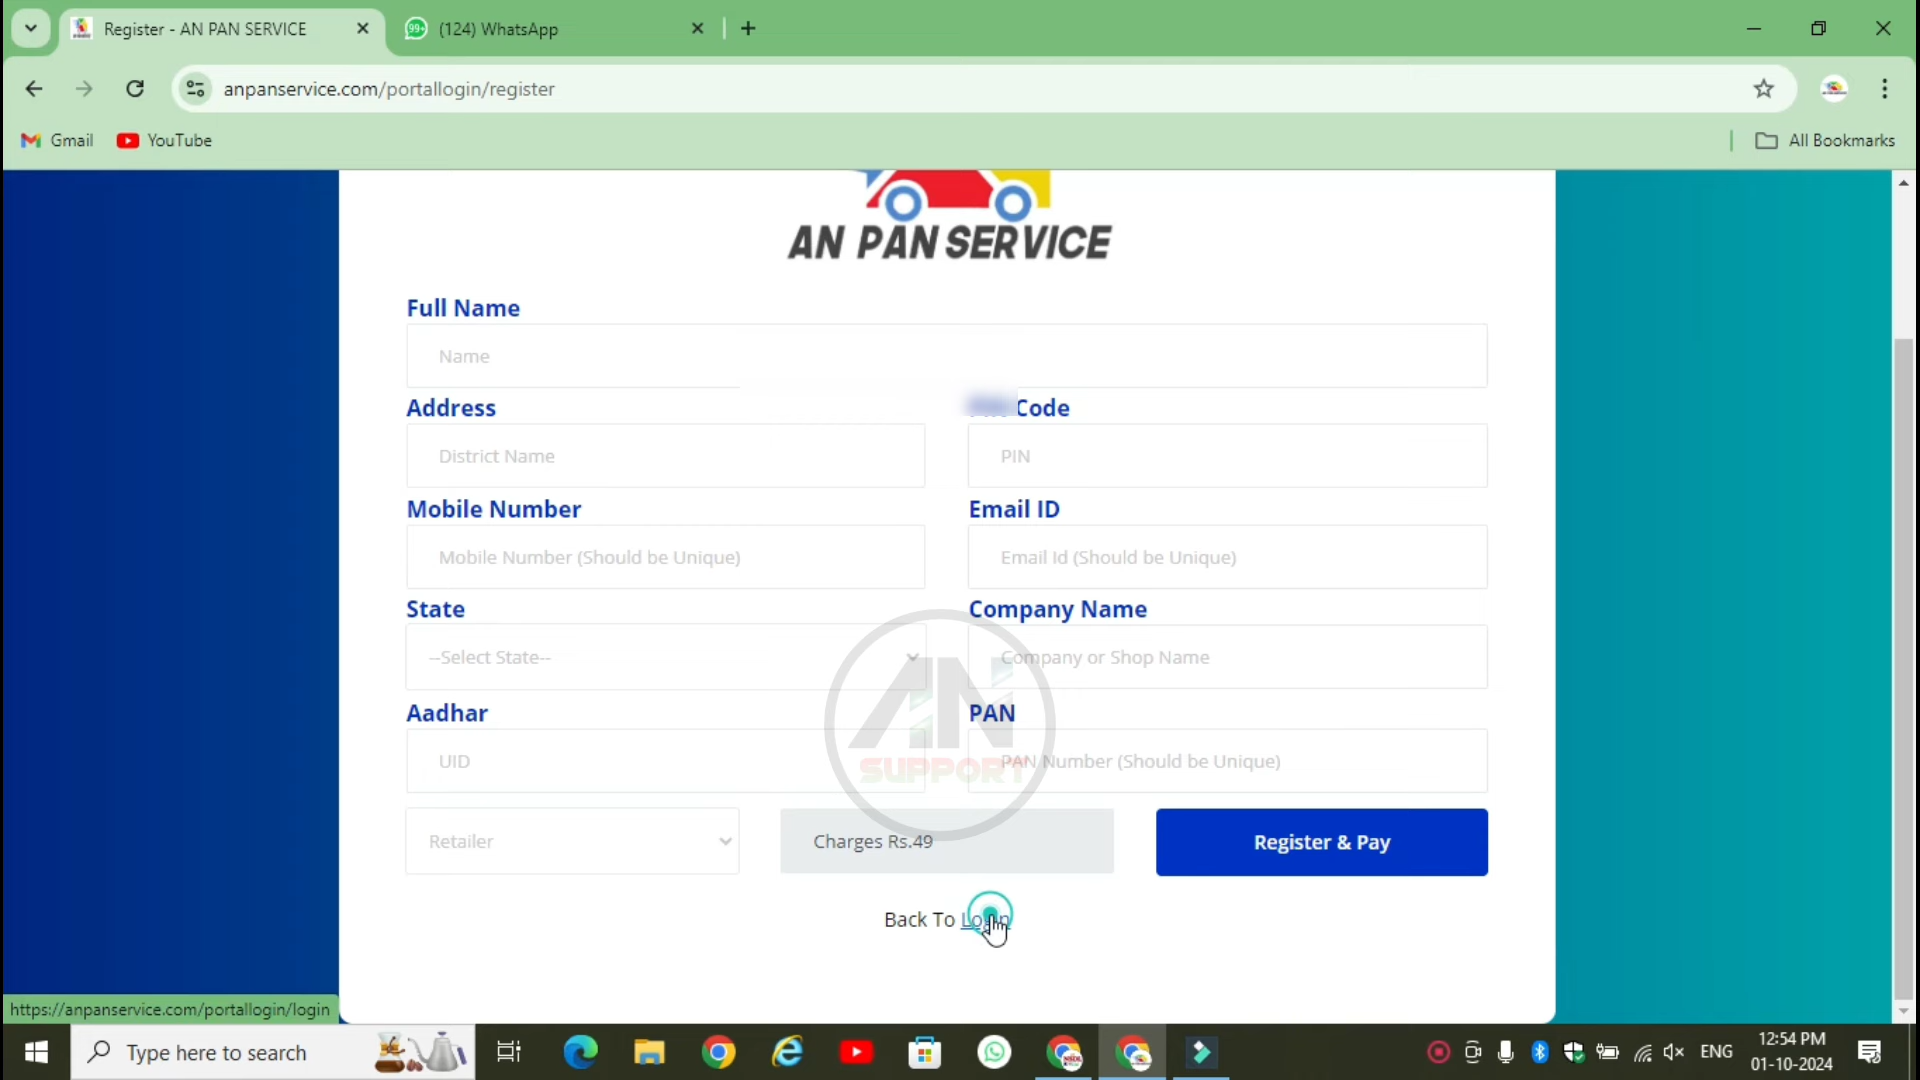 Register - AN PAN SERVICE
(124) WhatsApp
99+
anpanservice.com/portallogin/register
Gmail
YouTube
All Bookmarks
AN PAN SERVICE
Full Name
Name
Address
Code
District Name
PIN
Mobile Number
Email ID
Mobile Number (Should be Unique)
Email Id (Should be Unique)
State
Company Name
--Select State--
Company or Shop Name
Aadhar
PAN
UID
PAN Number (Should be Unique)
AN
SUPPORT
Retailer
Charges Rs.49
Register & Pay
Back To Login
https://anpanservice.com/portallogin/login
Type here to search
NSDL
ENG
12:54 PM
01-10-2024